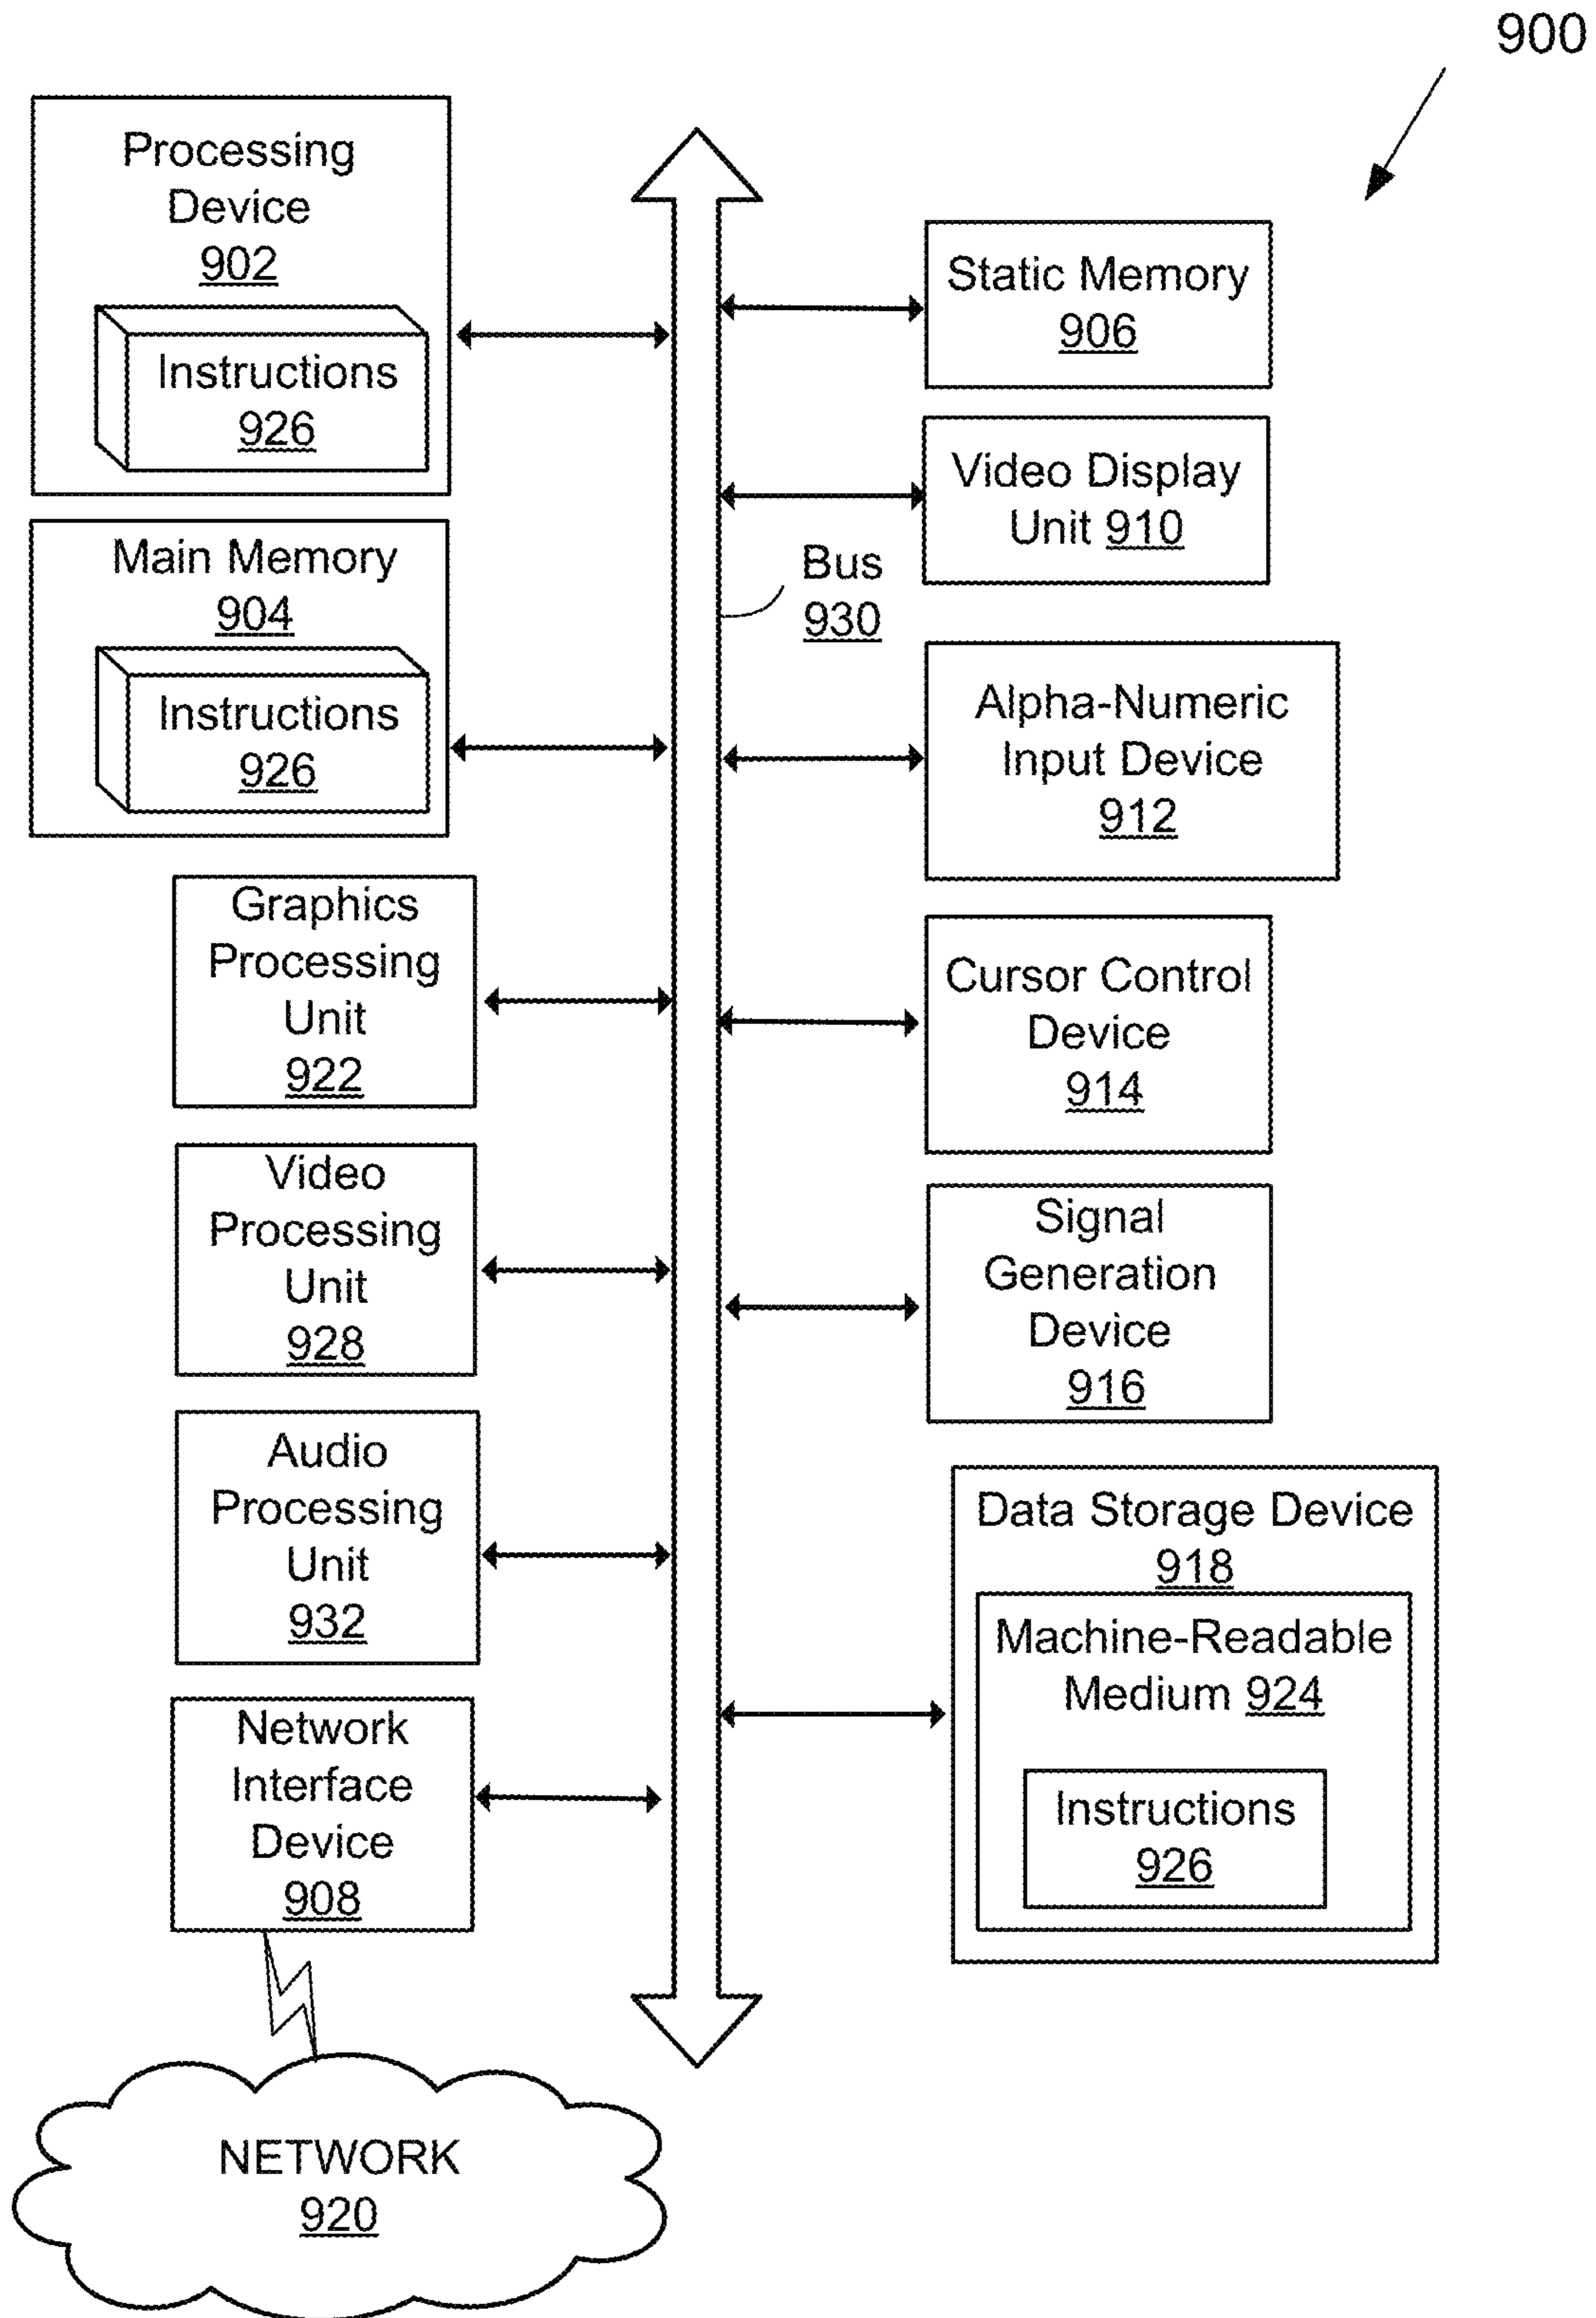 900
Processing
Device
902
Instructions
926
Main Memory
904
Instructions
926
Graphics
Processing
Unit
922
Video
Processing
Unit
928
Audio
Processing
Unit
932
Network
Interface
Device
908
NETWORK
920
Bus
930
Static Memory
906
Video Display
Unit 910
Alpha-Numeric
Input Device
912
Cursor Control
Device
914
Signal
Generation
Device
916
Data Storage Device
918
Machine-Readable
Medium 924
Instructions
926